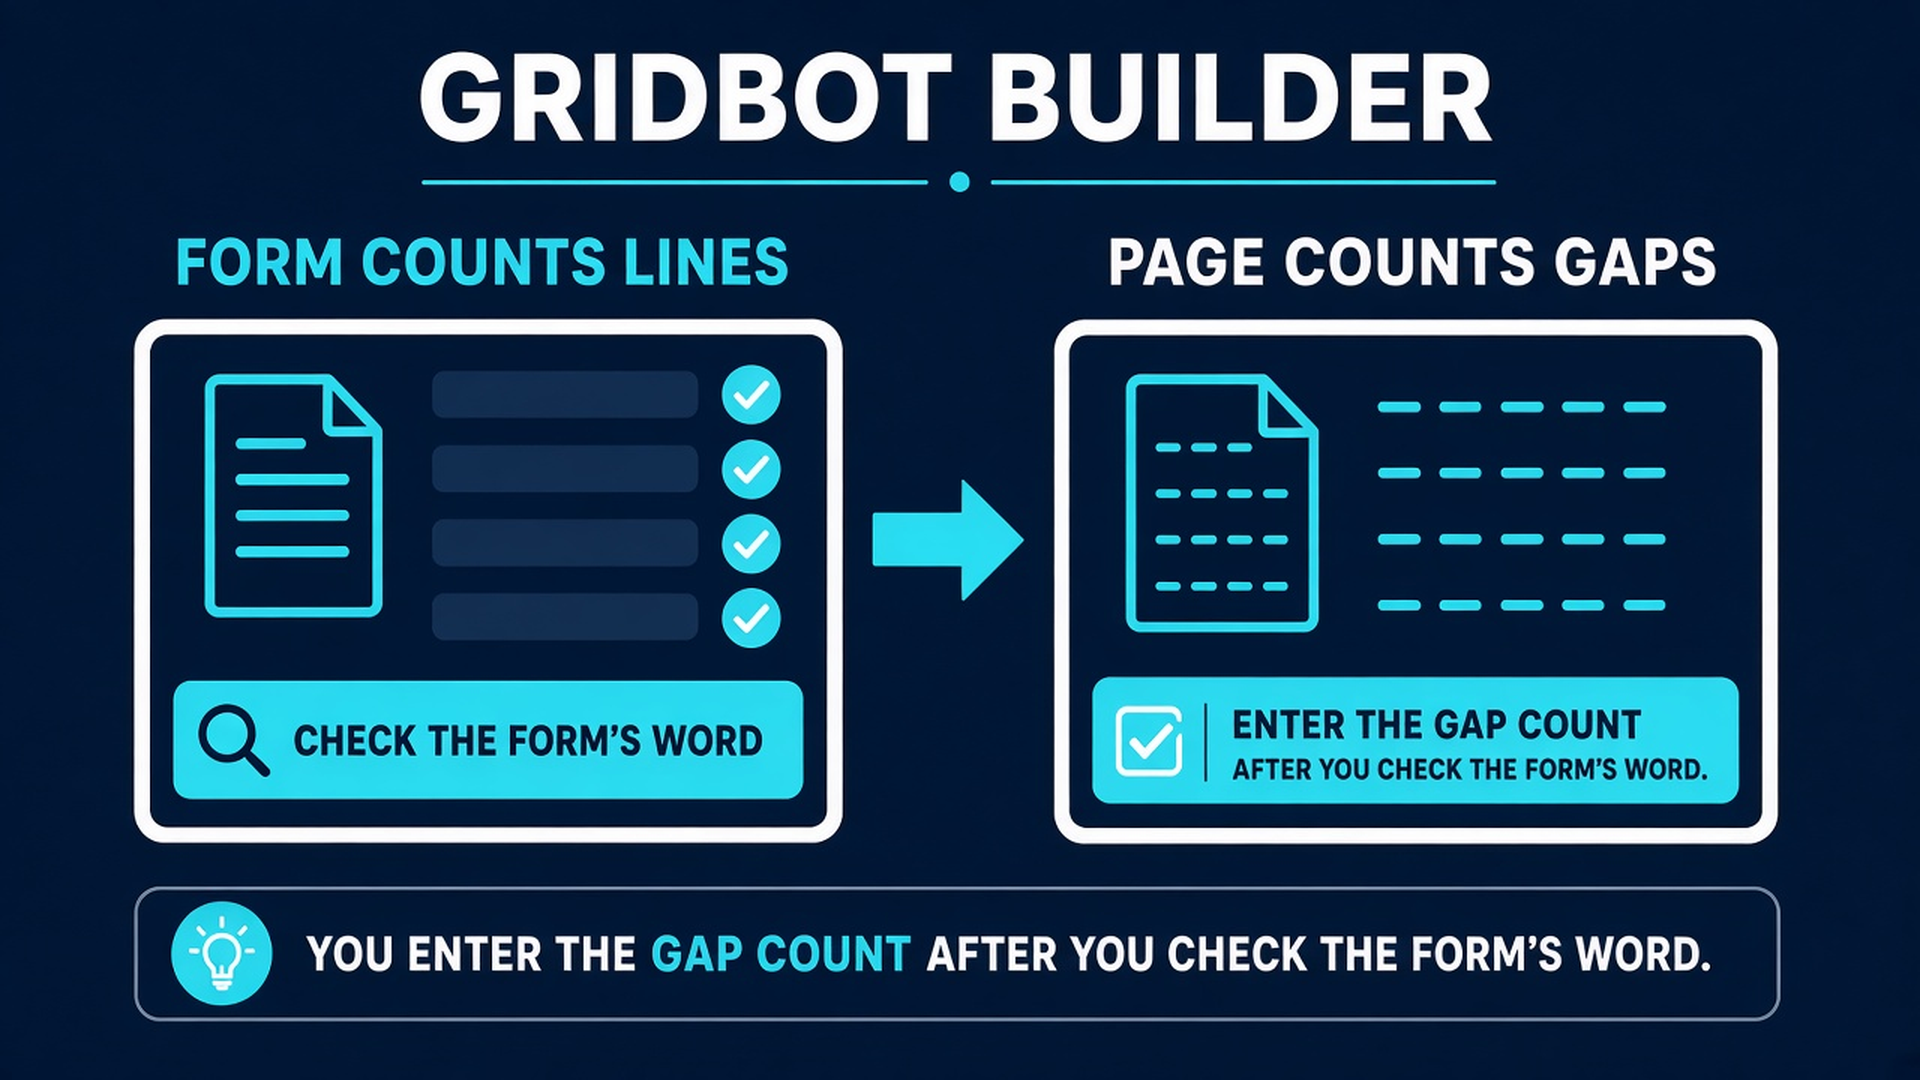 GRIDBOT BUILDER
FORM COUNTS LINES
CHECK THE FORM’S WORD
PAGE COUNTS GAPS
ENTER THE GAP COUNT
AFTER YOU CHECK THE FORM’S WORD.
YOU ENTER THE GAP COUNT AFTER YOU CHECK THE FORM’S WORD.